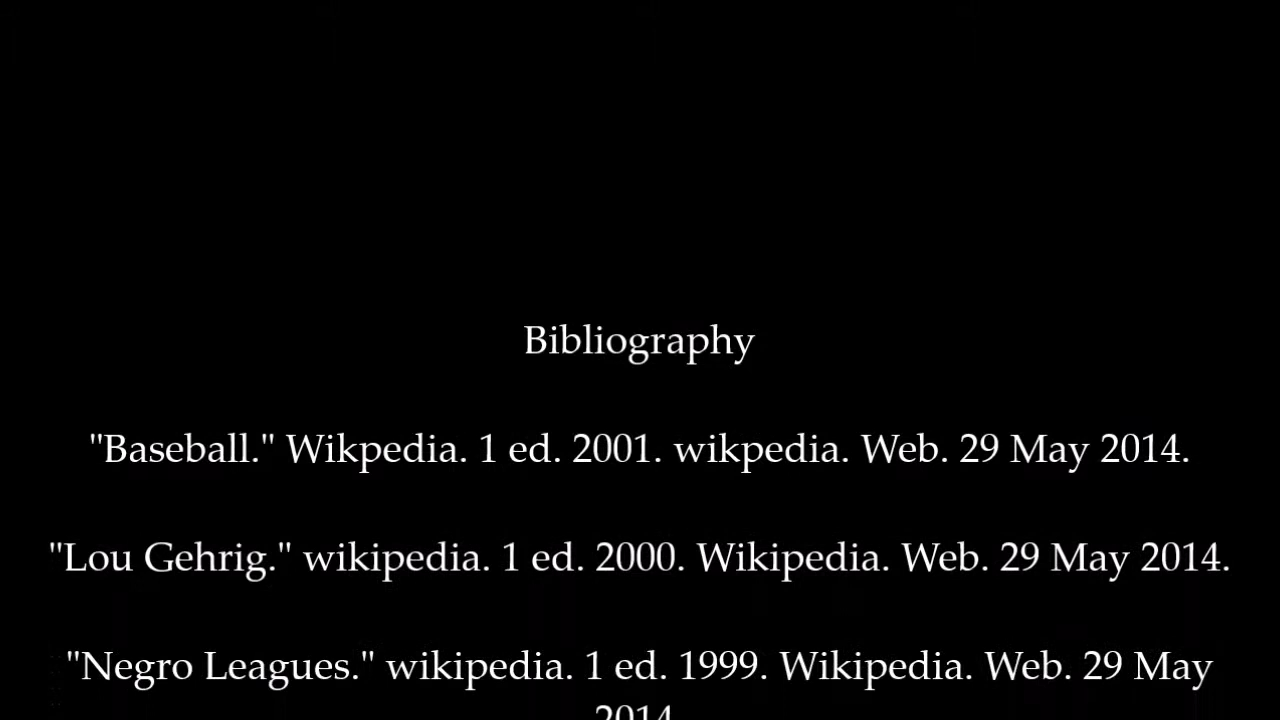 Bibliography
"Baseball." Wikpedia. 1 ed. 2001. wikpedia. Web. 29 May 2014.
"Lou Gehrig." wikipedia. 1 ed. 2000. Wikipedia. Web. 29 May 2014.
"Negro Leagues." wikipedia. 1 ed. 1999. Wikipedia. Web. 29 May
2014.